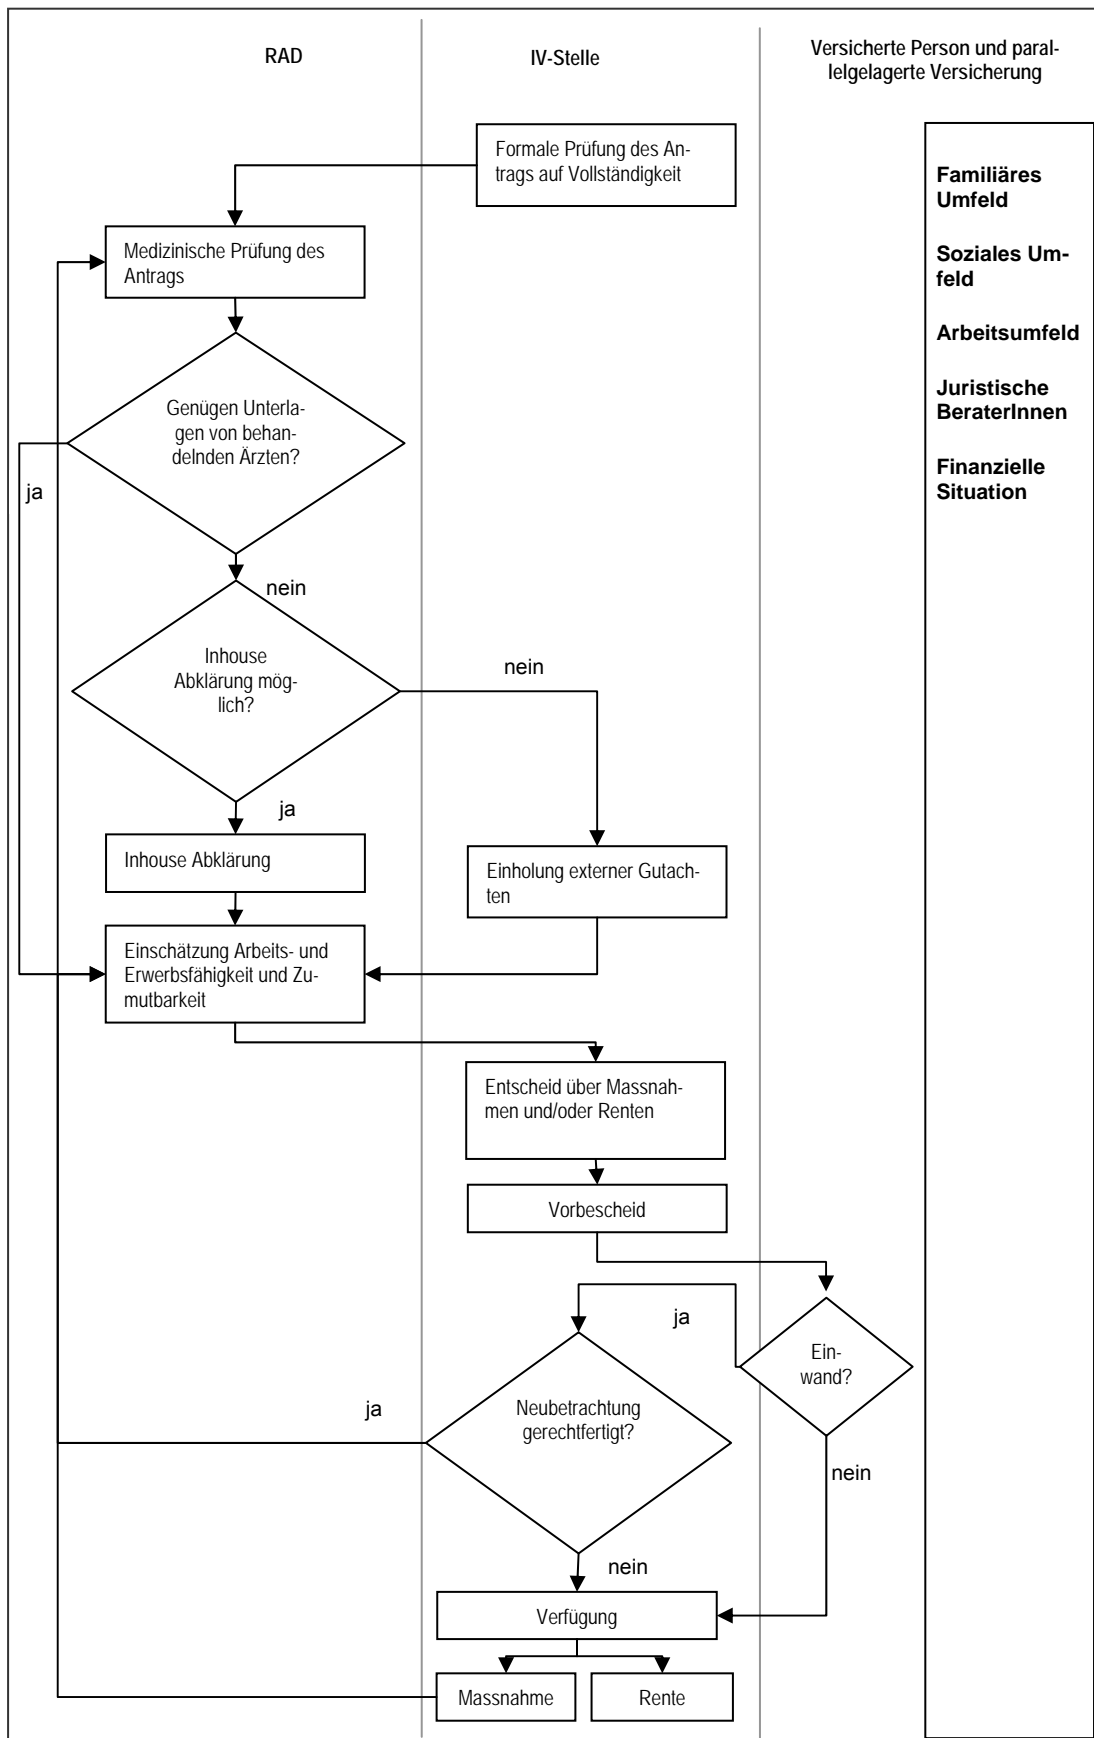 RAD
IV-Stelle
Versicherte Person und paral-
lelgelagerte Versicherung
Formale Prüfung des An-
trags auf Vollständigkeit
Familiäres
Umfeld
Soziales Um-
feld
Arbeitsumfeld
Juristische
BeraterInnen
Finanzielle
Situation
Medizinische Prüfung des
Antrags
Genügen Unterla-
gen von behan-
delnden Ärzten?
ja
nein
Inhouse
Abklärung mög-
lich?
nein
ja
Inhouse Abklärung
Einholung externer Gutach-
ten
Einschätzung Arbeits- und
Erwerbsfähigkeit und Zu-
mutbarkeit
Entscheid über Massnah-
men und/oder Renten
Vorbescheid
Ein-
wand?
ja
nein
Neubetrachtung
gerechtfertigt?
ja
nein
Verfügung
Massnahme
Rente